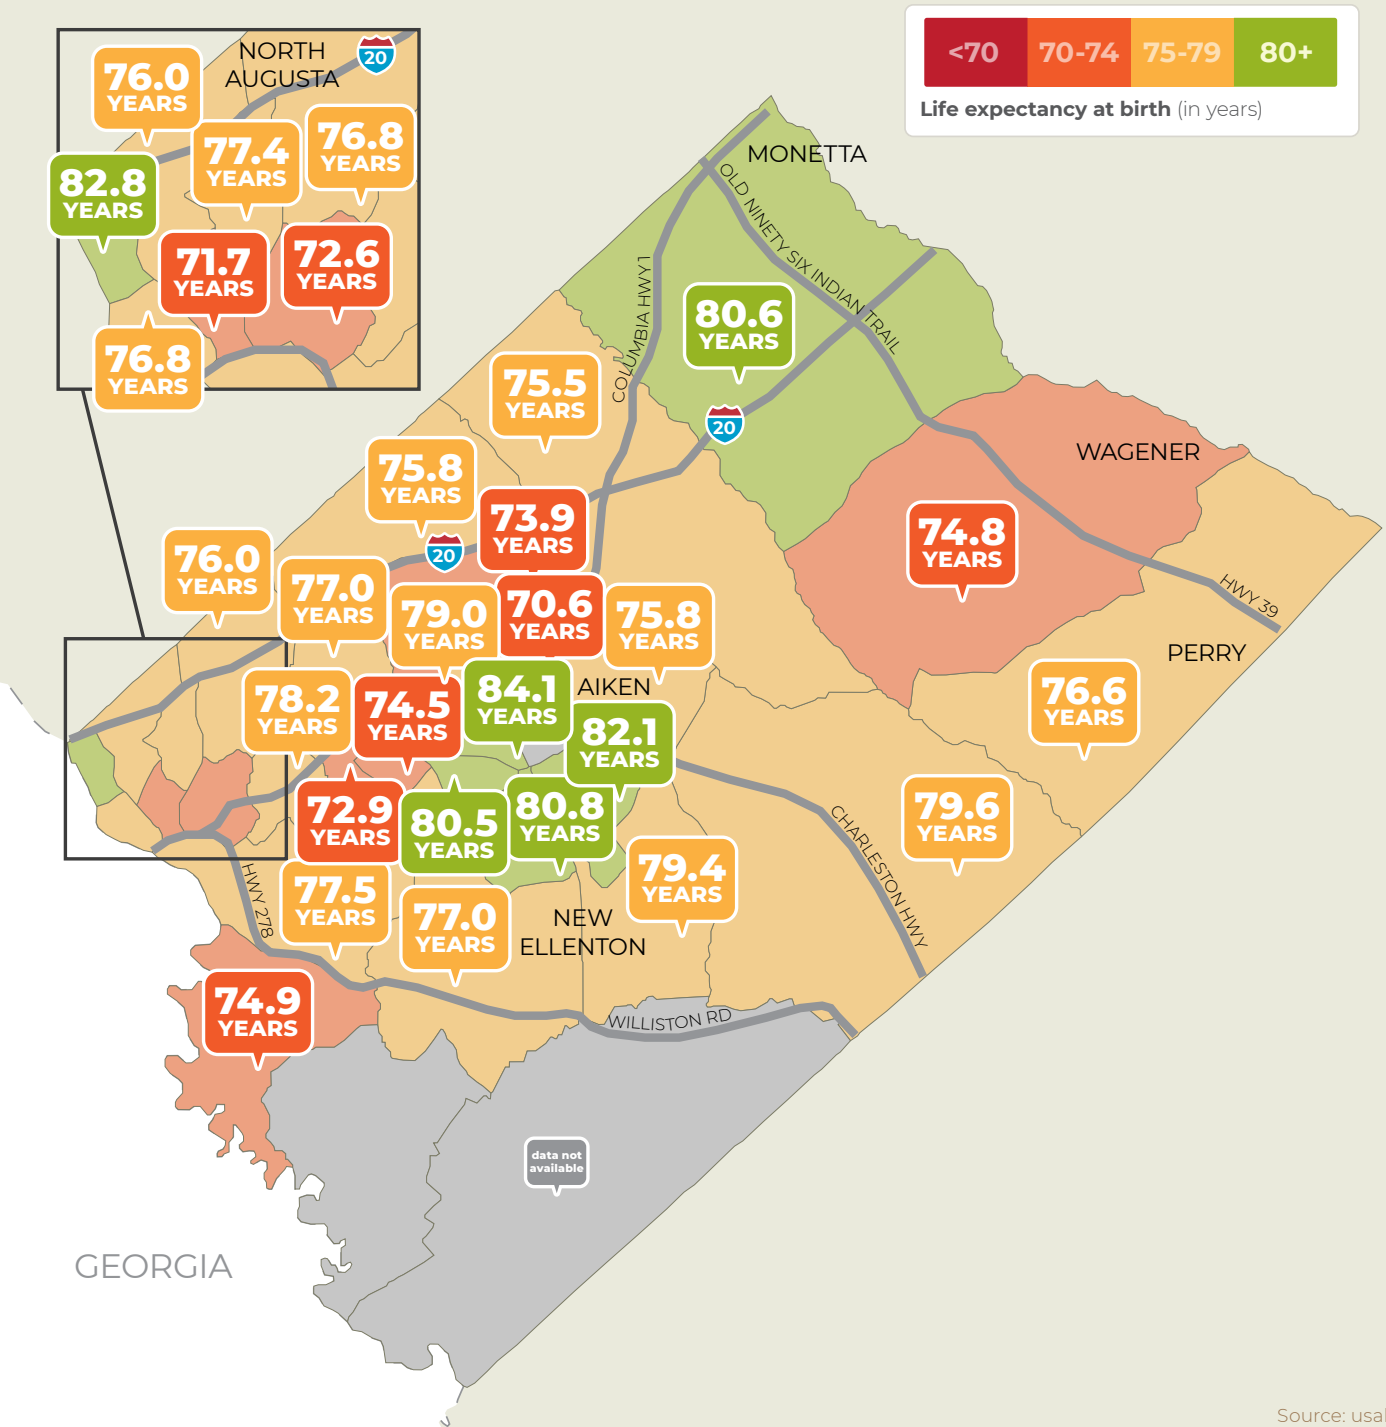 <70
70-74
75-79
80+
Life expectancy at birth (in years)
NORTH
AUGUSTA
20
76.0
YEARS
77.4
YEARS
76.8
YEARS
82.8
YEARS
71.7
YEARS
72.6
YEARS
76.8
YEARS
MONETTA
OLD NINETY SIX INDIAN TRAIL
COLUMBIA HWY 1
80.6
YEARS
75.5
YEARS
20
WAGENER
75.8
YEARS
73.9
YEARS
74.8
YEARS
20
76.0
YEARS
77.0
YEARS
79.0
YEARS
70.6
YEARS
75.8
YEARS
HWY 39
PERRY
78.2
YEARS
74.5
YEARS
84.1
YEARS
AIKEN
82.1
YEARS
76.6
YEARS
72.9
YEARS
80.5
YEARS
80.8
YEARS
79.6
YEARS
CHARLESTON HWY
HWY 278
77.5
YEARS
77.0
YEARS
79.4
YEARS
NEW
ELLENTON
74.9
YEARS
WILLISTON RD
data not
available
GEORGIA
Source: usal